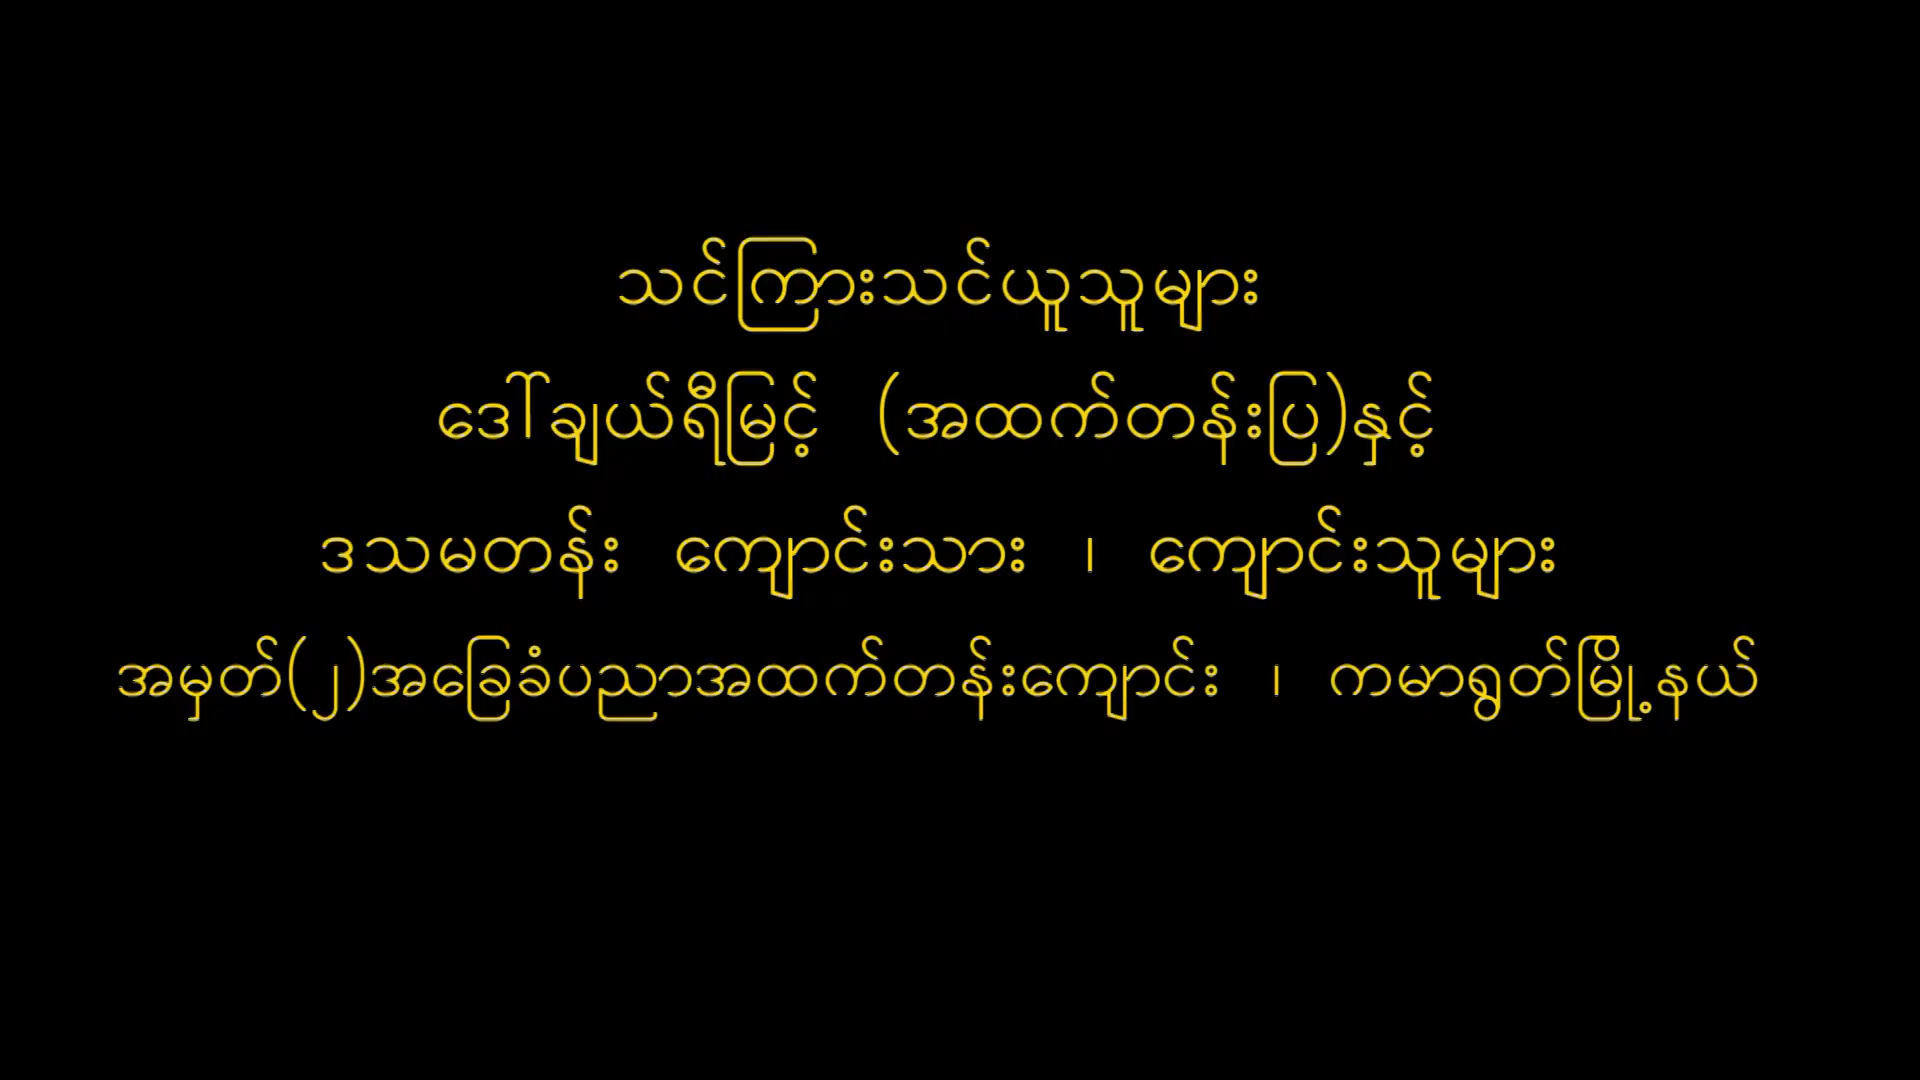 သင်ကြားသင်ယူသူများ
ဒေါ်ချယ်ရီမြင့် (အထက်တန်းပြ)နှင့်
ဒသမတန်း ကျောင်းသား ၊ ကျောင်းသူများ
အမှတ်(၂)အခြေခံပညာအထက်တန်းကျောင်း ၊ ကမာရွတ်မြို့နယ်